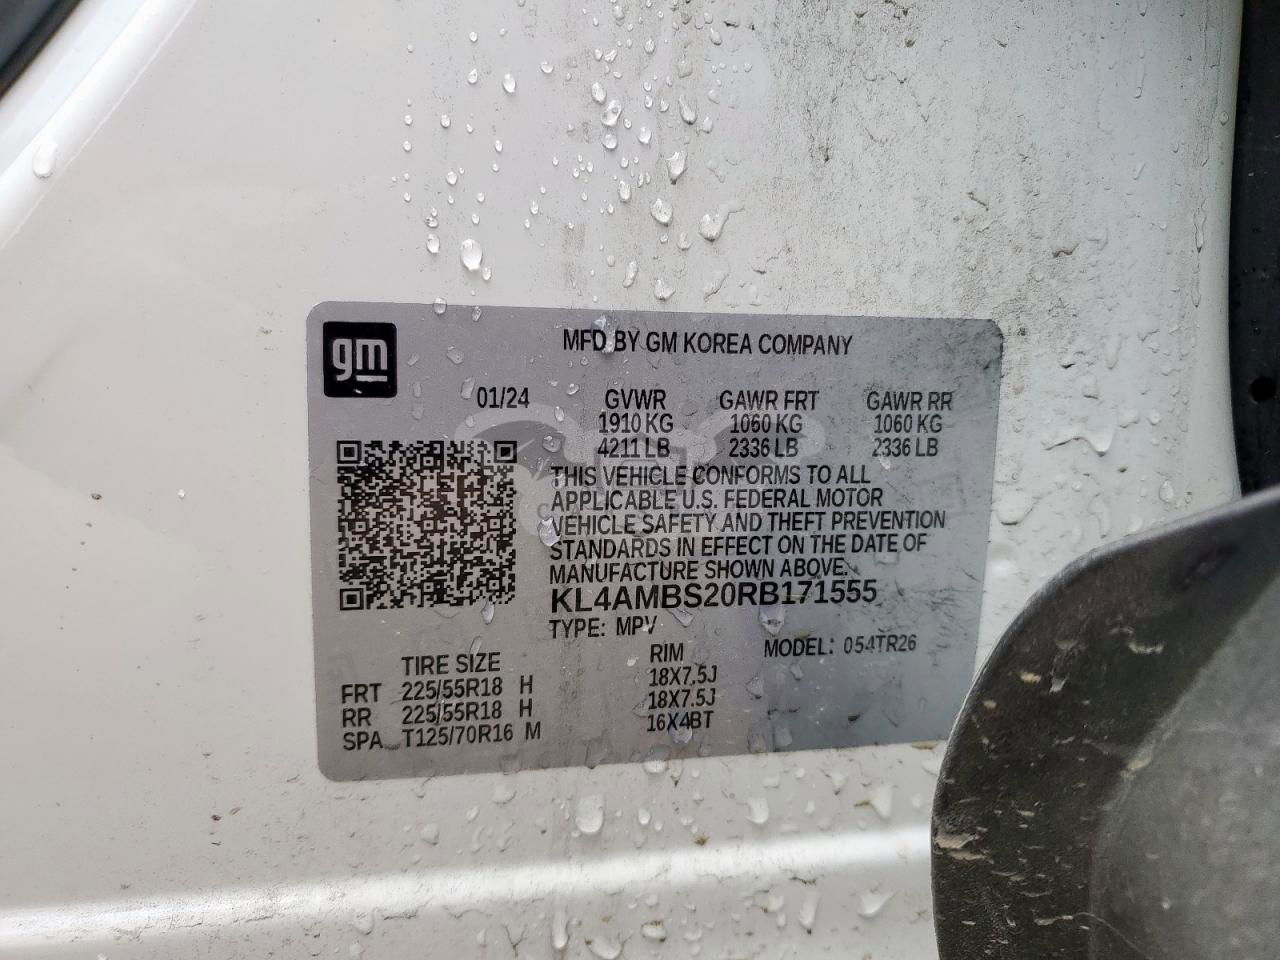 gm
MFD BY GM KOREA COMPANY
01/24 GVWR GAWR FRT GAWR RR
1910 KG 1060 KG 1060 KG
4211 LB 2336 LB 2336 LB
THIS VEHICLE CONFORMS TO ALL
APPLICABLE U.S. FEDERAL MOTOR
VEHICLE SAFETY AND THEFT PREVENTION
STANDARDS IN EFFECT ON THE DATE OF
MANUFACTURE SHOWN ABOVE.
KL4AMBS20RB171555
TYPE: MPV MODEL: 054TR26
TIRE SIZE RIM
FRT 225/55R18 H 18X7.5J
RR 225/55R18 H 18X7.5J
SPA T125/70R16 M 16X4BT